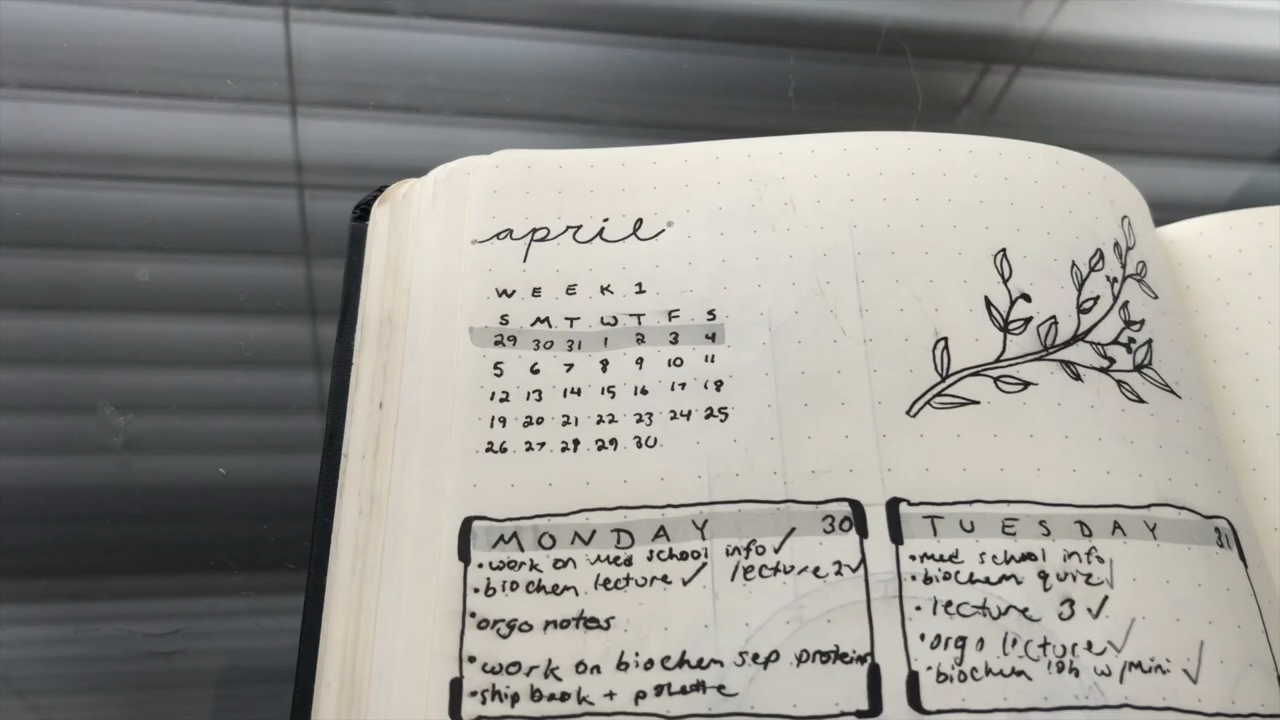 april
WEEK 1
S M T W T F S
29 30 31 1 2 3 4
5 6 7 8 9 10 11
12 13 14 15 16 17 18
19 20 21 22 23 24 25
26 27 28 29 30
MONDAY 30
• work on med school info ✓
• biochem lecture ✓ lecture 2 ✓
• orgo notes
• work on biochem sep proteins
• ship book + palette
TUESDAY 31
• med school info
• biochem quiz ✓
• lecture 3 ✓
• orgo lecture ✓
• biochem lab w/ Mini ✓